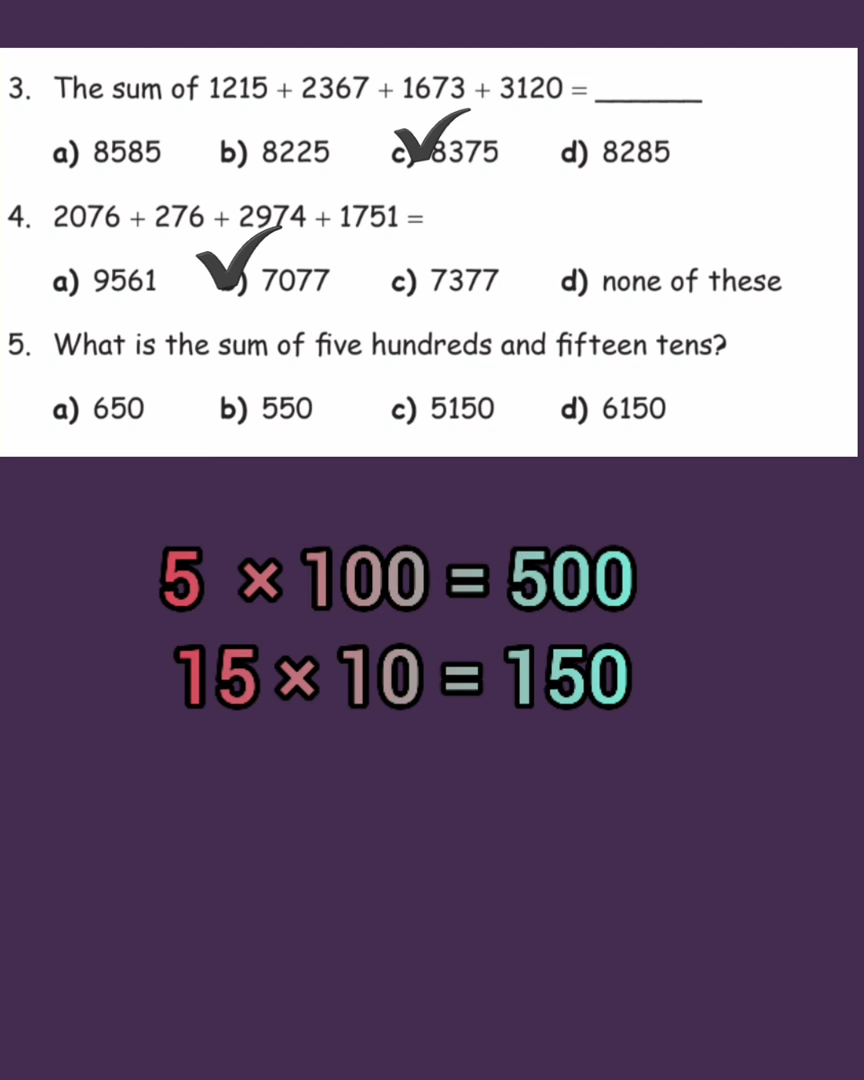 3. The sum of 1215 + 2367 + 1673 + 3120 = ______
a) 8585 b) 8225 c) 8375 d) 8285
4. 2076 + 276 + 2974 + 1751 =
a) 9561 ) 7077 c) 7377 d) none of these
5. What is the sum of five hundreds and fifteen tens?
a) 650 b) 550 c) 5150 d) 6150
5 × 100 = 500
15 × 10 = 150